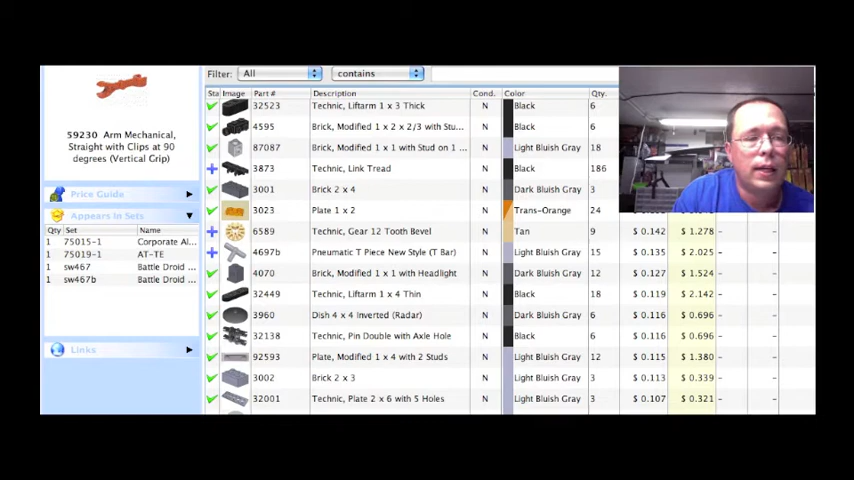 59230 Arm Mechanical,
Straight with Clips at 90
degrees (Vertical Grip)
Price Guide
Appears In Sets
Qty Set Name
1 75015-1 Corporate Al...
1 75019-1 AT-TE
1 sw467 Battle Droid ...
1 sw467b Battle Droid ...
Links
Filter: All contains
Sta Image Part # Description Cond. Color Qty.
32523 Technic, Liftarm 1 x 3 Thick N Black 6
4595 Brick, Modified 1 x 2 x 2/3 with Stu... N Black 6
87087 Brick, Modified 1 x 1 with Stud on 1 ... N Light Bluish Gray 18
3873 Technic, Link Tread N Black 186
3001 Brick 2 x 4 N Dark Bluish Gray 3
3023 Plate 1 x 2 N Trans-Orange 24
6589 Technic, Gear 12 Tooth Bevel N Tan 9 $ 0.142 $ 1.278 – –
4697b Pneumatic T Piece New Style (T Bar) N Light Bluish Gray 15 $ 0.135 $ 2.025 – –
4070 Brick, Modified 1 x 1 with Headlight N Dark Bluish Gray 12 $ 0.127 $ 1.524 – –
32449 Technic, Liftarm 1 x 4 Thin N Black 18 $ 0.119 $ 2.142 – –
3960 Dish 4 x 4 Inverted (Radar) N Dark Bluish Gray 6 $ 0.116 $ 0.696 – –
32138 Technic, Pin Double with Axle Hole N Black 6 $ 0.116 $ 0.696 – –
92593 Plate, Modified 1 x 4 with 2 Studs N Light Bluish Gray 12 $ 0.115 $ 1.380 – –
3002 Brick 2 x 3 N Light Bluish Gray 3 $ 0.113 $ 0.339 – –
32001 Technic, Plate 2 x 6 with 5 Holes N Light Bluish Gray 3 $ 0.107 $ 0.321 – –